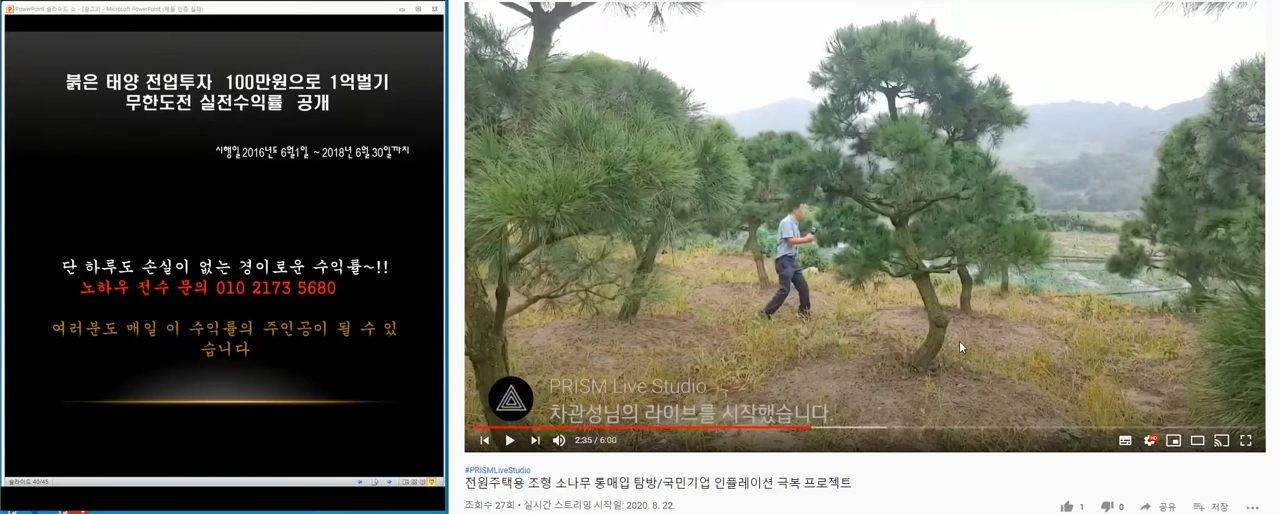 PowerPoint 슬라이드 쇼 - [광고2] - Microsoft PowerPoint (제품 인증 실패)
붉은 태양 전업투자 100만원으로 1억벌기
무한도전 실전수익률 공개
시행일2016년도 6월1일 ~ 2018년 6월 30일까지
단 하루도 손실이 없는 경이로운 수익률~!!
노하우 전수 문의 010 2173 5680
여러분도 매일 이 수익률의 주인공이 될 수 있
습니다
슬라이드 40/45
PRISM Live Studio
차관성님의 라이브를 시작했습니다
2:35 / 6:00
HD
#PRISMLiveStudio
전원주택용 조형 소나무 통매입 탐방/국민기업 인플레이션 극복 프로젝트
조회수 27회 • 실시간 스트리밍 시작일: 2020. 8. 22.
1
0
공유
저장